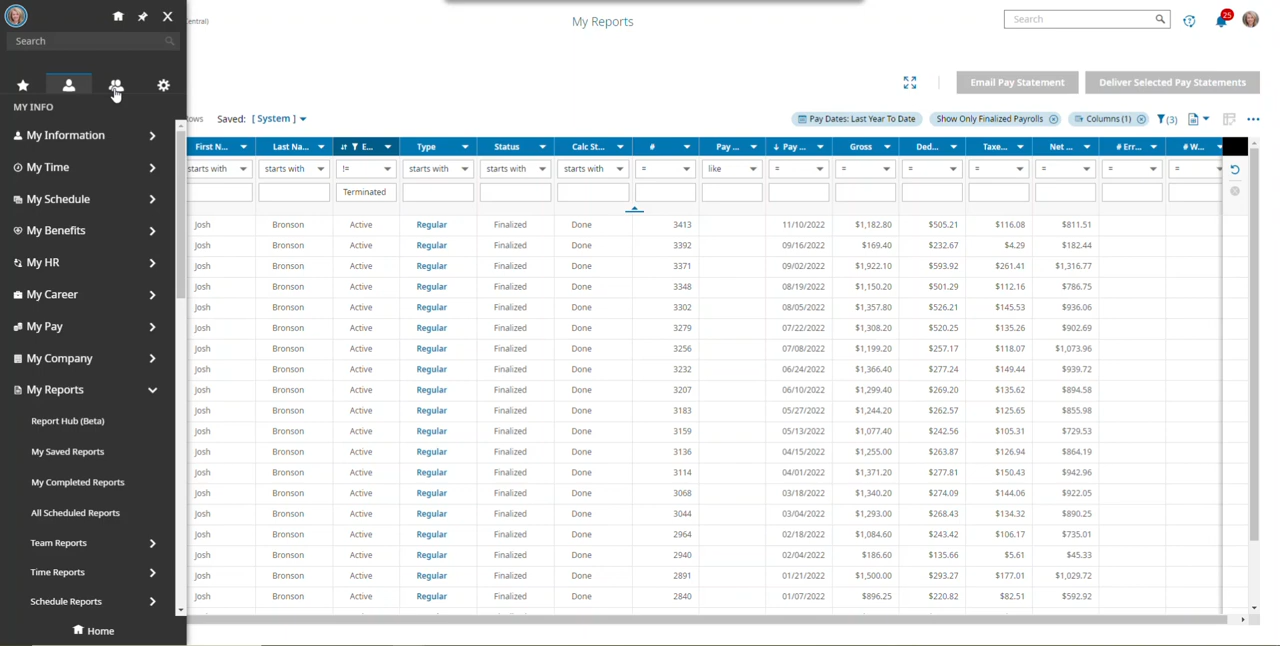 entral)
My Reports
Search
25
Search
MY INFO
My Information
My Time
My Schedule
My Benefits
My HR
My Career
My Pay
My Company
My Reports
Report Hub (Beta)
My Saved Reports
My Completed Reports
All Scheduled Reports
Team Reports
Time Reports
Schedule Reports
Home
Email Pay Statement Deliver Selected Pay Statements
ows Saved: [ System ] Pay Dates: Last Year To Date Show Only Finalized Payrolls Columns (1) (3)
First N... Last Na... E... Type Status Calc St... # Pay ... Pay ... Gross Ded... Taxe... Net ... # Err... # W...
starts with starts with != starts with starts with starts with = like = = = = = = =
Terminated
Josh Bronson Active Regular Finalized Done 3413 11/10/2022 $1,182.80 $505.21 $116.08 $811.51
Josh Bronson Active Regular Finalized Done 3392 09/16/2022 $169.40 $232.67 $4.29 $182.44
Josh Bronson Active Regular Finalized Done 3371 09/02/2022 $1,922.10 $593.92 $261.41 $1,316.77
Josh Bronson Active Regular Finalized Done 3348 08/19/2022 $1,150.20 $501.29 $112.16 $786.75
Josh Bronson Active Regular Finalized Done 3302 08/05/2022 $1,357.80 $526.21 $145.53 $936.06
Josh Bronson Active Regular Finalized Done 3279 07/22/2022 $1,308.20 $520.25 $135.26 $902.69
Josh Bronson Active Regular Finalized Done 3256 07/08/2022 $1,199.20 $257.17 $118.07 $1,073.96
Josh Bronson Active Regular Finalized Done 3232 06/24/2022 $1,366.40 $277.24 $149.44 $939.72
Josh Bronson Active Regular Finalized Done 3207 06/10/2022 $1,299.40 $269.20 $135.62 $894.58
Josh Bronson Active Regular Finalized Done 3183 05/27/2022 $1,244.20 $262.57 $125.65 $855.98
Josh Bronson Active Regular Finalized Done 3159 05/13/2022 $1,077.40 $242.56 $105.31 $729.53
Josh Bronson Active Regular Finalized Done 3136 04/15/2022 $1,255.00 $263.87 $126.94 $864.19
Josh Bronson Active Regular Finalized Done 3114 04/01/2022 $1,371.20 $277.81 $150.43 $942.96
Josh Bronson Active Regular Finalized Done 3068 03/18/2022 $1,340.20 $274.09 $144.06 $922.05
Josh Bronson Active Regular Finalized Done 3044 03/04/2022 $1,293.00 $268.43 $134.32 $890.25
Josh Bronson Active Regular Finalized Done 2964 02/18/2022 $1,084.60 $243.42 $106.17 $735.01
Josh Bronson Active Regular Finalized Done 2940 02/04/2022 $186.60 $135.66 $5.61 $45.33
Josh Bronson Active Regular Finalized Done 2891 01/21/2022 $1,500.00 $293.27 $177.01 $1,029.72
Josh Bronson Active Regular Finalized Done 2840 01/07/2022 $896.25 $220.82 $82.51 $592.92